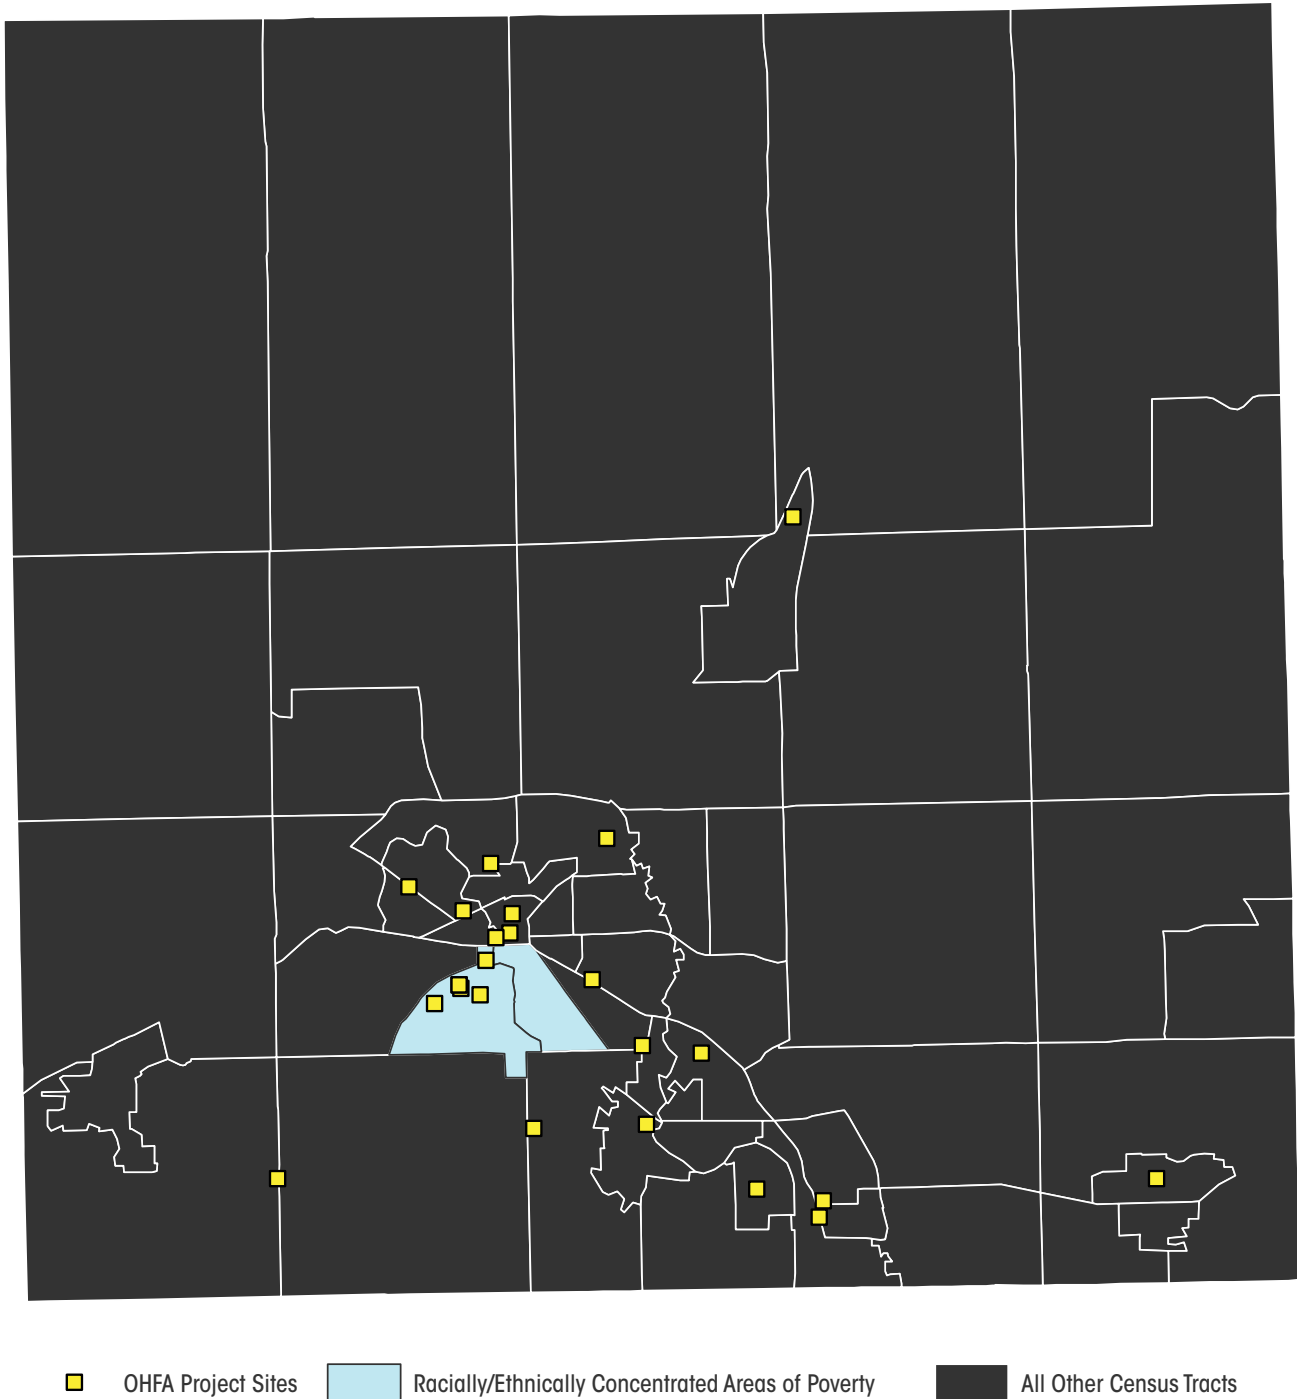 OHFA Project Sites
Racially/Ethnically Concentrated Areas of Poverty
All Other Census Tracts